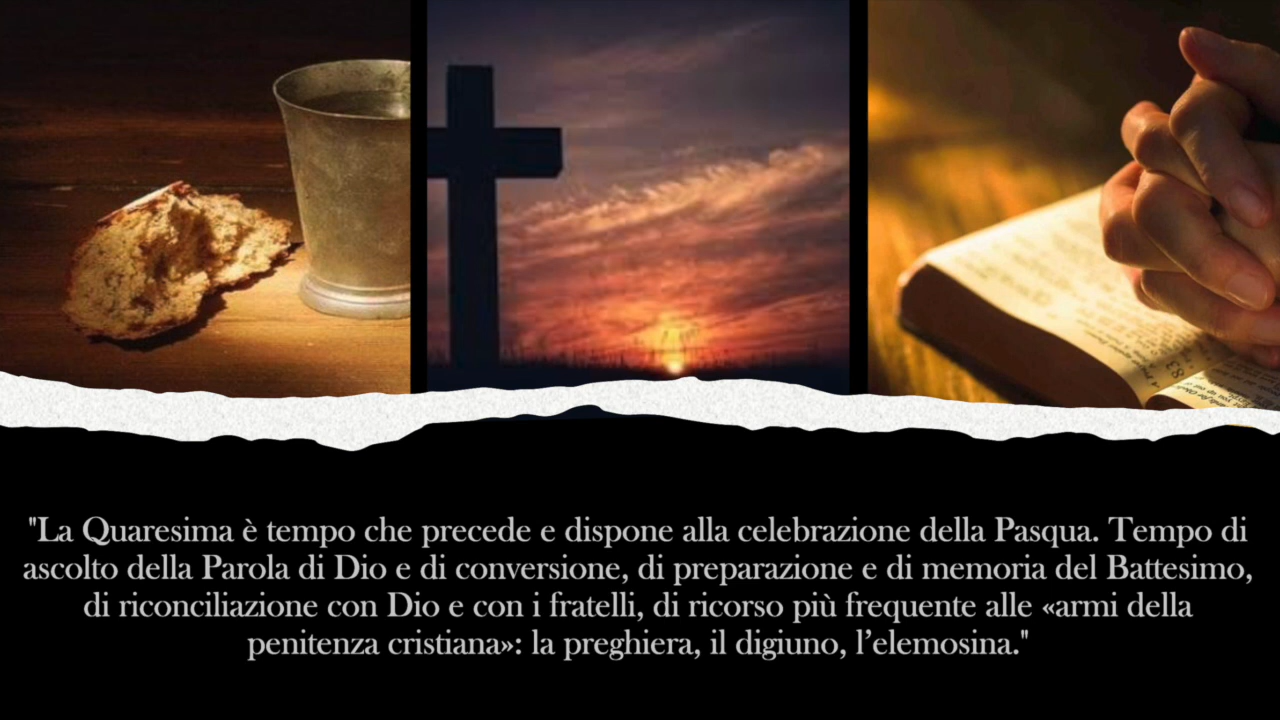 "La Quaresima è tempo che precede e dispone alla celebrazione della Pasqua. Tempo di
ascolto della Parola di Dio e di conversione, di preparazione e di memoria del Battesimo,
di riconciliazione con Dio e con i fratelli, di ricorso più frequente alle «armi della
penitenza cristiana»: la preghiera, il digiuno, l’elemosina."